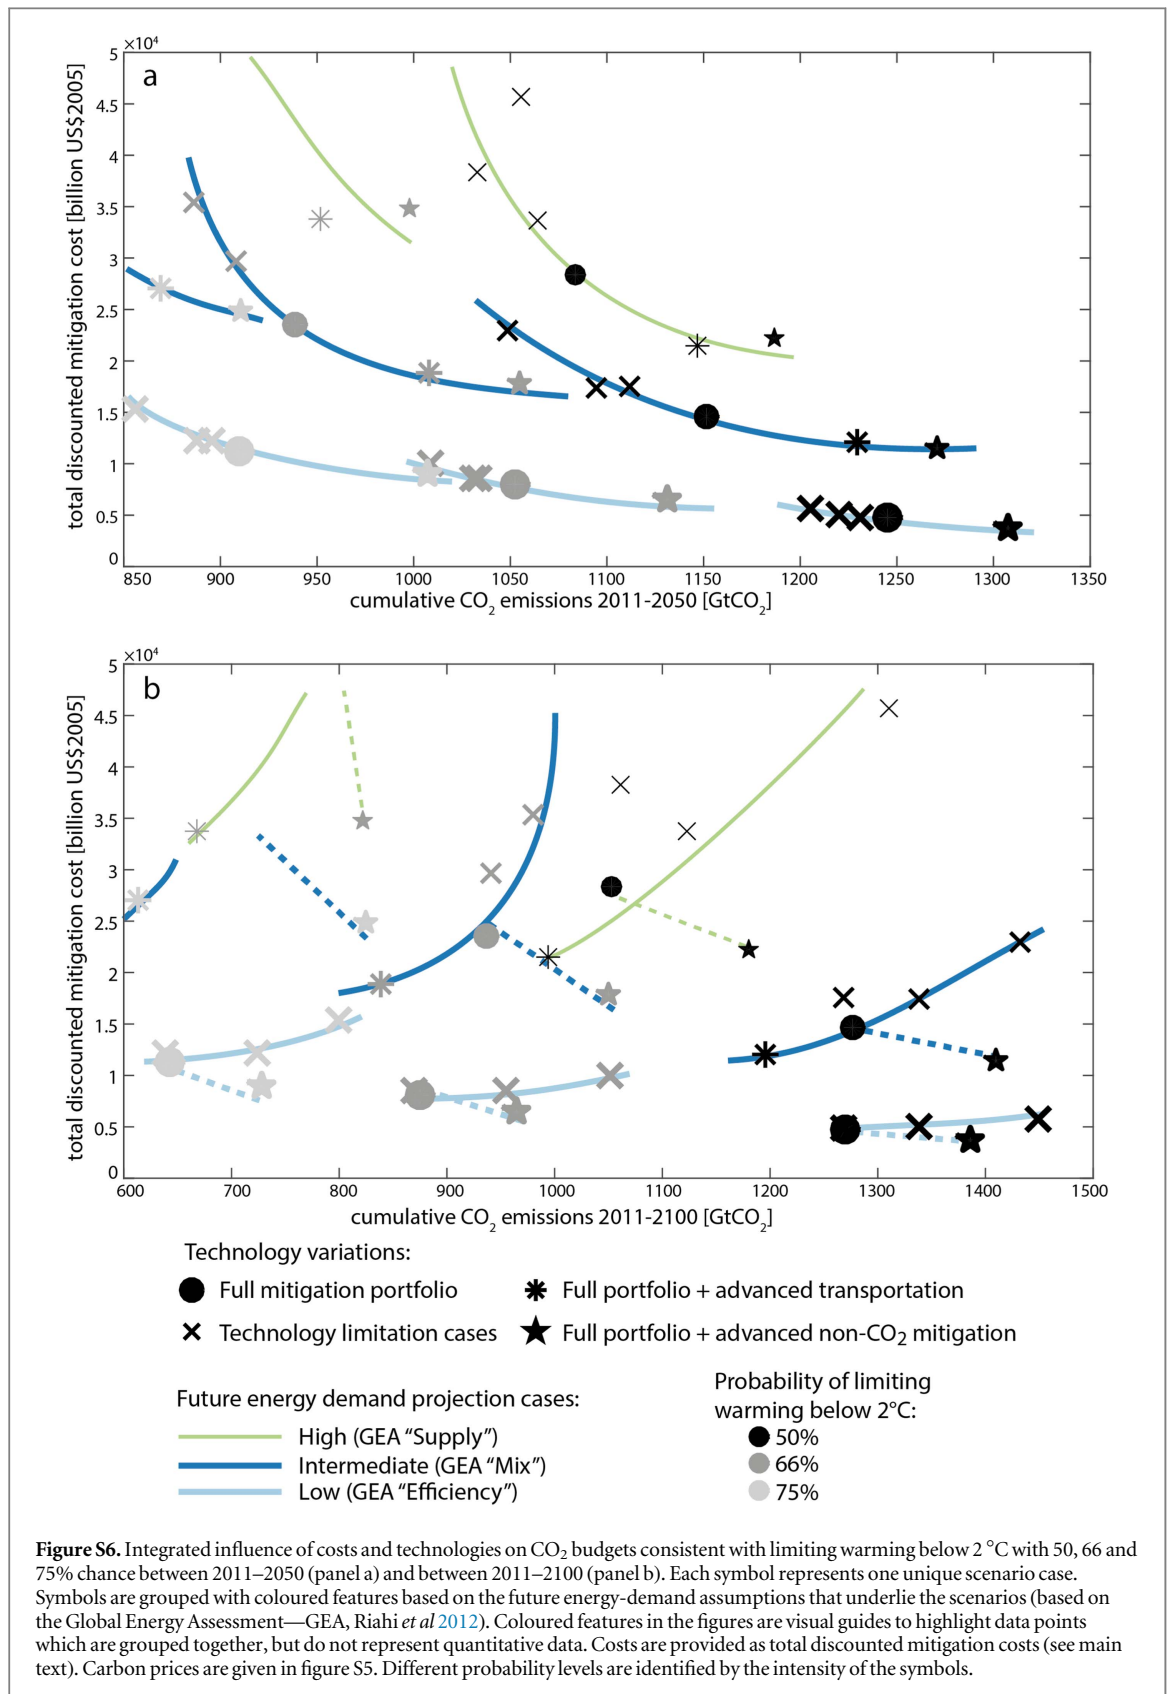 ×10⁴
a
5
4.5
4
3.5
3
2.5
2
1.5
1
0.5
0
total discounted mitigation cost [billion US$2005]
850 900 950 1000 1050 1100 1150 1200 1250 1300 1350
cumulative CO₂ emissions 2011-2050 [GtCO₂]
×10⁴
b
5
4.5
4
3.5
3
2.5
2
1.5
1
0.5
0
total discounted mitigation cost [billion US$2005]
600 700 800 900 1000 1100 1200 1300 1400 1500
cumulative CO₂ emissions 2011-2100 [GtCO₂]
Technology variations:
Full mitigation portfolio
Full portfolio + advanced transportation
Technology limitation cases
Full portfolio + advanced non-CO₂ mitigation
Future energy demand projection cases:
High (GEA “Supply”)
Intermediate (GEA “Mix”)
Low (GEA “Efficiency”)
Probability of limiting
warming below 2°C:
50%
66%
75%
Figure S6. Integrated influence of costs and technologies on CO₂ budgets consistent with limiting warming below 2 °C with 50, 66 and
75% chance between 2011–2050 (panel a) and between 2011–2100 (panel b). Each symbol represents one unique scenario case.
Symbols are grouped with coloured features based on the future energy-demand assumptions that underlie the scenarios (based on
the Global Energy Assessment—GEA, Riahi et al 2012). Coloured features in the figures are visual guides to highlight data points
which are grouped together, but do not represent quantitative data. Costs are provided as total discounted mitigation costs (see main
text). Carbon prices are given in figure S5. Different probability levels are identified by the intensity of the symbols.